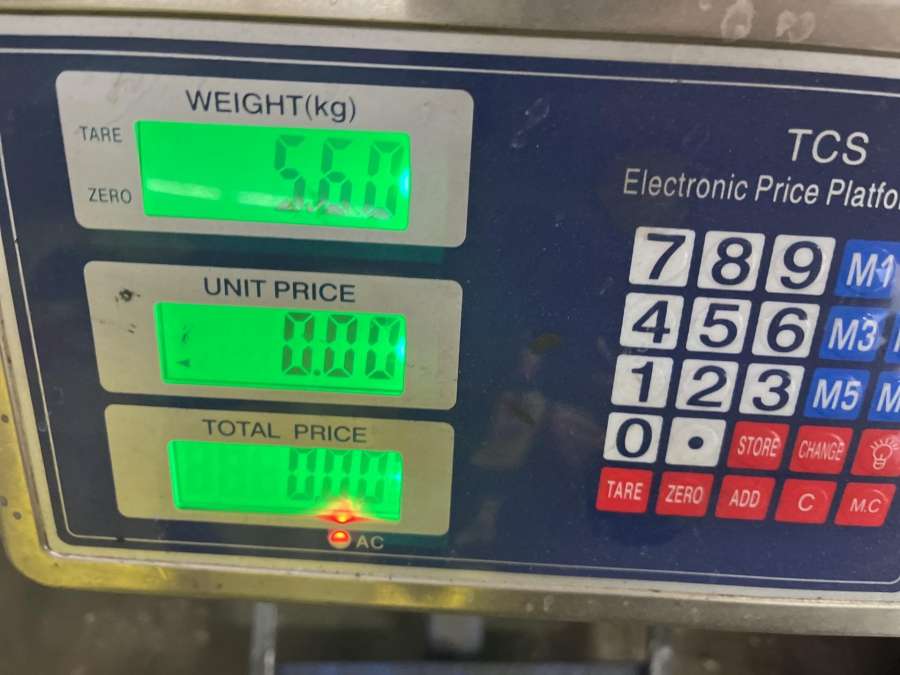 WEIGHT(kg)
TARE
ZERO
5.60
UNIT PRICE
0.00
TOTAL PRICE
0.00
AC
TCS
Electronic Price Platfo
7 8 9 M1
4 5 6 M3
1 2 3 M5 M
0 • STORE CHANGE
TARE ZERO ADD C M.C